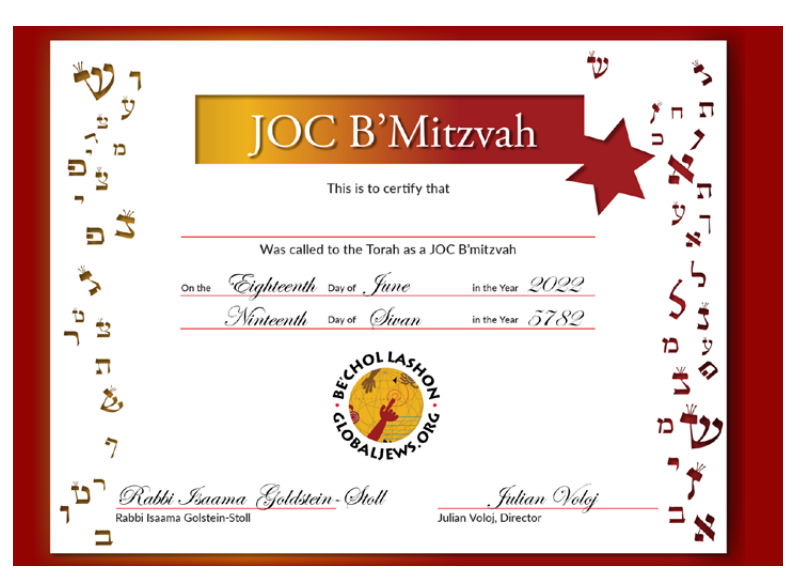 JOC B'Mitzvah
This is to certify that
Was called to the Torah as a JOC B'mitzvah
On the Eighteenth Day of June in the Year 2022
Ninteenth Day of Sivan in the Year 5782
BE'CHOL LASHON
GLOBALJEWS.ORG
Rabbi Isaama Goldstein-Stoll
Rabbi Isaama Golstein-Stoll
Julian Voloj
Julian Voloj, Director